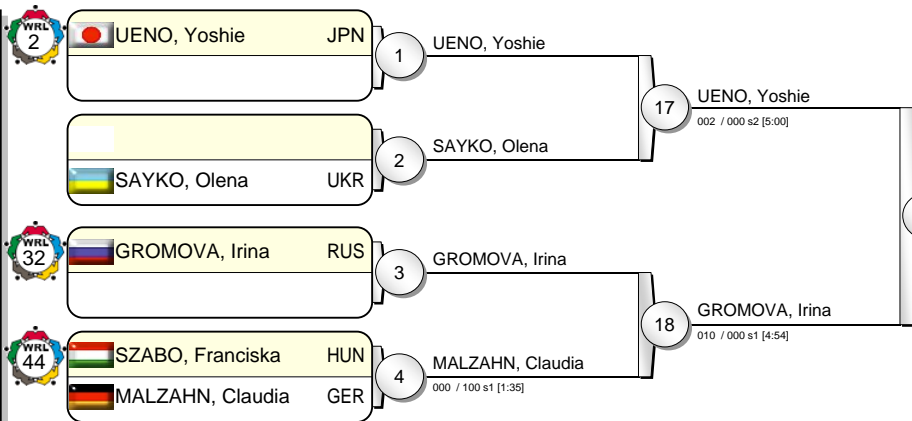 WRL
2
UENO, Yoshie JPN
1
UENO, Yoshie
17
UENO, Yoshie
002 / 000 s2 [5:00]
2
SAYKO, Olena
SAYKO, Olena UKR
WRL
32
GROMOVA, Irina RUS
3
GROMOVA, Irina
18
GROMOVA, Irina
010 / 000 s1 [4:54]
WRL
44
SZABO, Franciska HUN
4
MALZAHN, Claudia
000 / 100 s1 [1:35]
MALZAHN, Claudia GER